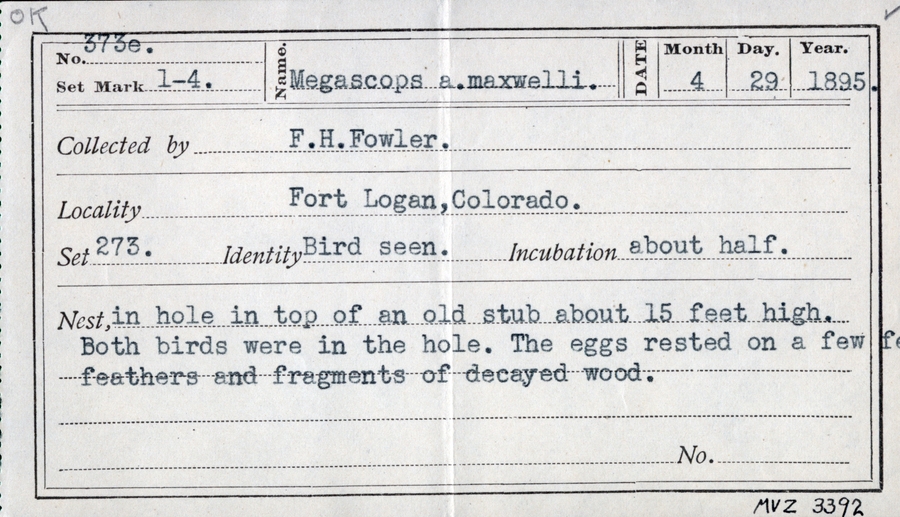 OK
No. 373e.
Set Mark 1-4.
Name. Megascops a.maxwelli.
DATE Month Day. Year.
4 29 1895.
Collected by F.H.Fowler.
Locality Fort Logan,Colorado.
Set 273. Identity Bird seen. Incubation about half.
Nest, in hole in top of an old stub about 15 feet high.
Both birds were in the hole. The eggs rested on a few fe
feathers and fragments of decayed wood.
No.
MVZ 3392